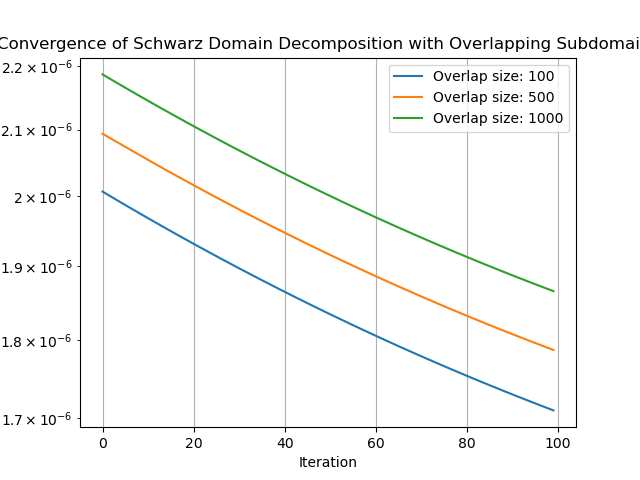 Convergence of Schwarz Domain Decomposition with Overlapping Subdomai
2.2 × 10⁻⁶
2.1 × 10⁻⁶
2 × 10⁻⁶
1.9 × 10⁻⁶
1.8 × 10⁻⁶
1.7 × 10⁻⁶
Overlap size: 100
Overlap size: 500
Overlap size: 1000
0 20 40 60 80 100
Iteration